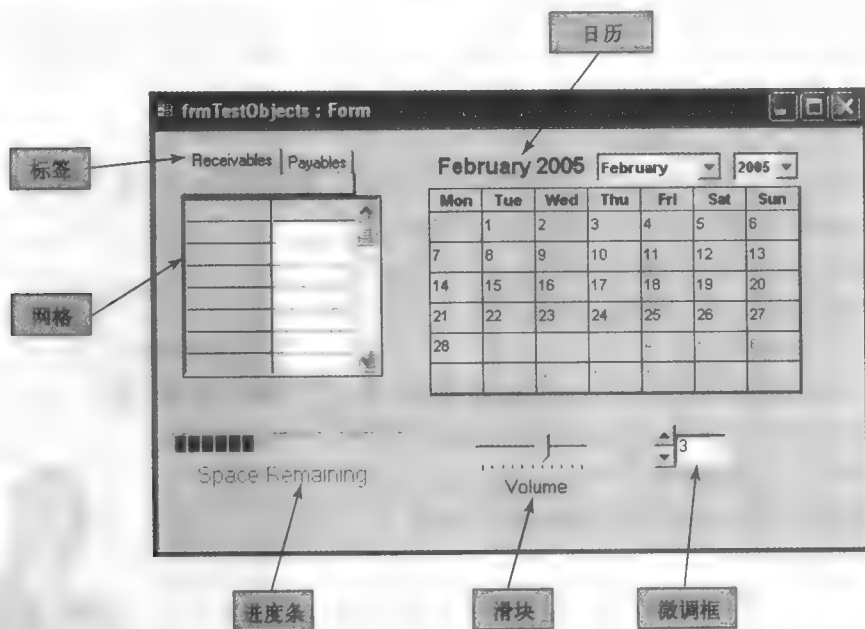 日历
frmTestObjects : Form
标签
Receivables Payables
February 2005 February 2005
Mon Tue Wed Thu Fri Sat Sun
1 2 3 4 5 6
7 8 9 10 11 12 13
14 15 16 17 18 19 20
21 22 23 24 25 26 27
28
网格
3
Space Remaining
Volume
进度条
滑块
微调框